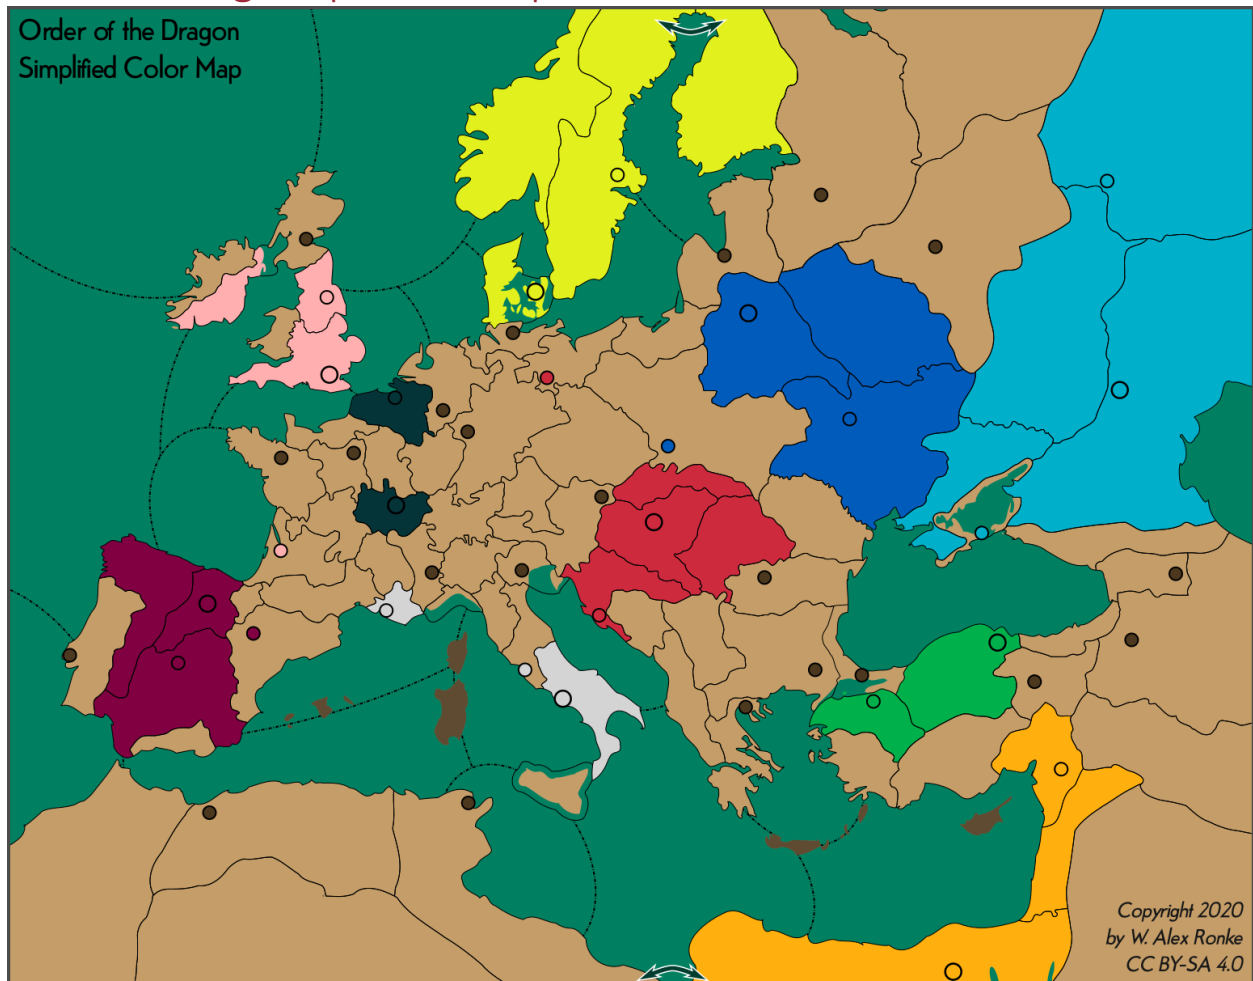 Order of the Dragon
Simplified Color Map
Copyright 2020
by W. Alex Ronke
CC BY-SA 4.0